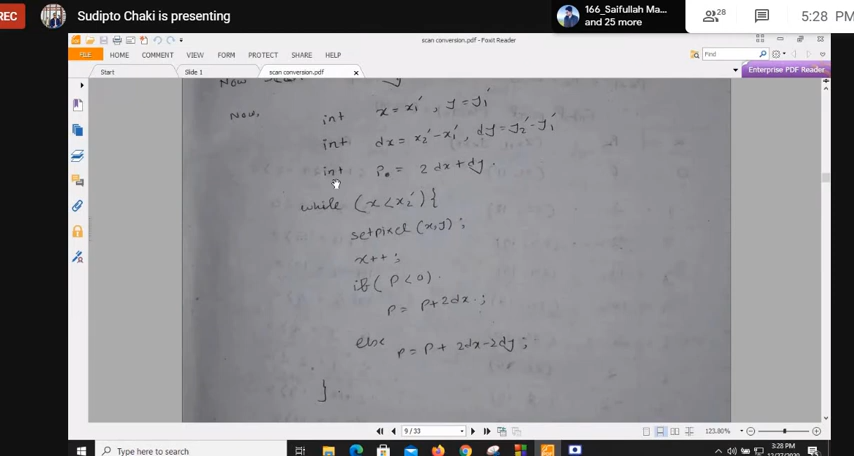 REC
Sudipto Chaki is presenting
166_Saifullah Ma...
and 25 more
28
5:28 PM
scan conversion.pdf - Foxit Reader
FILE HOME COMMENT VIEW FORM PROTECT SHARE HELP
Find
Start Slide 1 scan conversion.pdf
Enterprise PDF Reader
Now
Now,
int x = x₁', y = y₁'
int dx = x₂' - x₁', dy = y₂' - y₁'
int P₀ = 2 dx + dy.
while (x < x₂') {
setpixel (x,y);
x++;
if ( P < 0).
P = P + 2dx.;
else
P = P + 2dx - 2dy;
}.
9 / 33
123.80%
Type here to search
3:28 PM